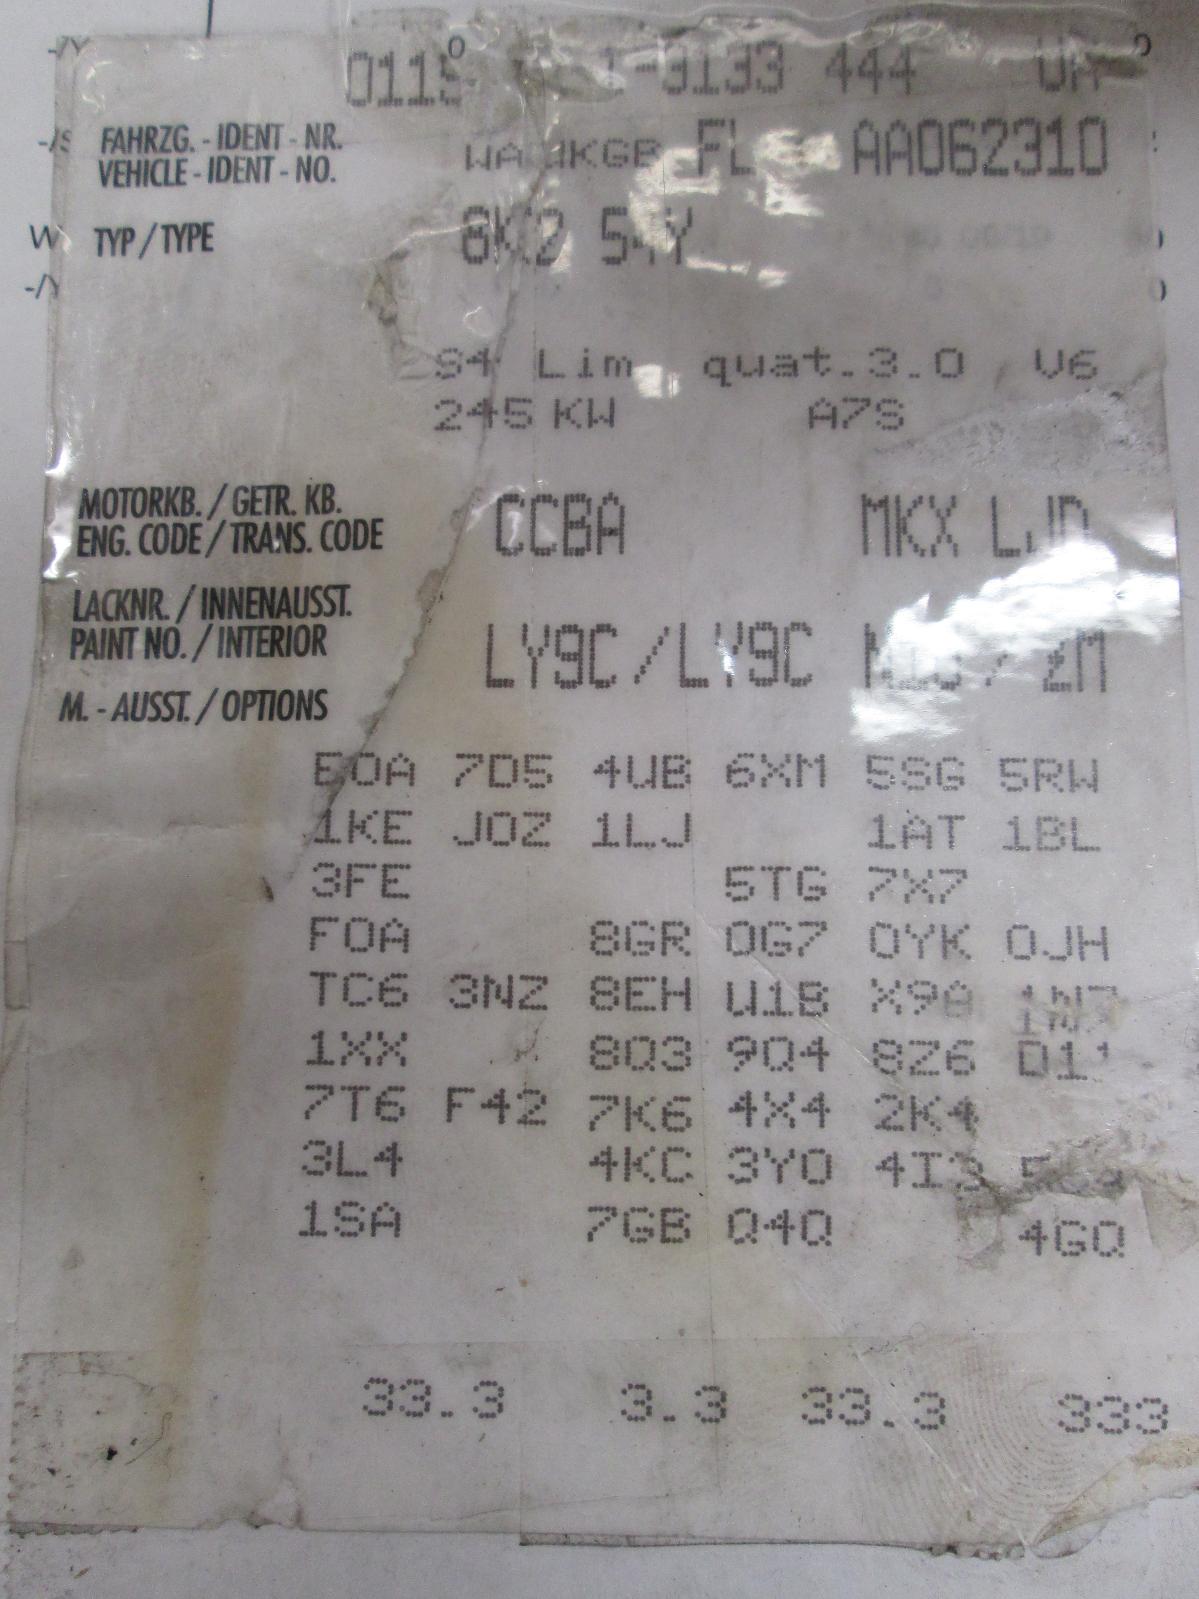 444
FAHRZG. - IDENT - NR.
VEHICLE - IDENT - NO. AA062310
TYP / TYPE 8K2
S4 Lim. quat.3.0 V6
245 KW A7S
MOTORKB. / GETR. KB.
ENG. CODE / TRANS. CODE CCBA MKX
LACKNR. / INNENAUSST.
PAINT NO. / INTERIOR LY9C/LY9C
M. - AUSST. / OPTIONS
E0A 7D5 4UB 6XM 5SG 5RW
1KE J0Z 1LJ 1AT 1BL
3FE 5TG 7X7
F0A 8GR 0G7 0YK 0JH
TC6 3NZ 8EH U1B
1XX 8Q3 9Q4 8Z6
7T6 F42 7K6 4X4 2K4
3L4 4KC 3Y0
1SA 7GB Q4Q 4GQ
33.3 3.3 33.3 333